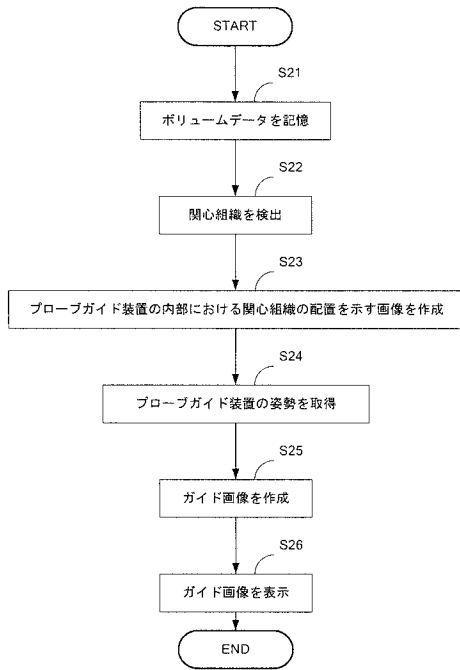 START
S21
ボリュームデータを記憶
S22
関心組織を検出
S23
プローブガイド装置の内部における関心組織の配置を示す画像を作成
S24
プローブガイド装置の姿勢を取得
S25
ガイド画像を作成
S26
ガイド画像を表示
END